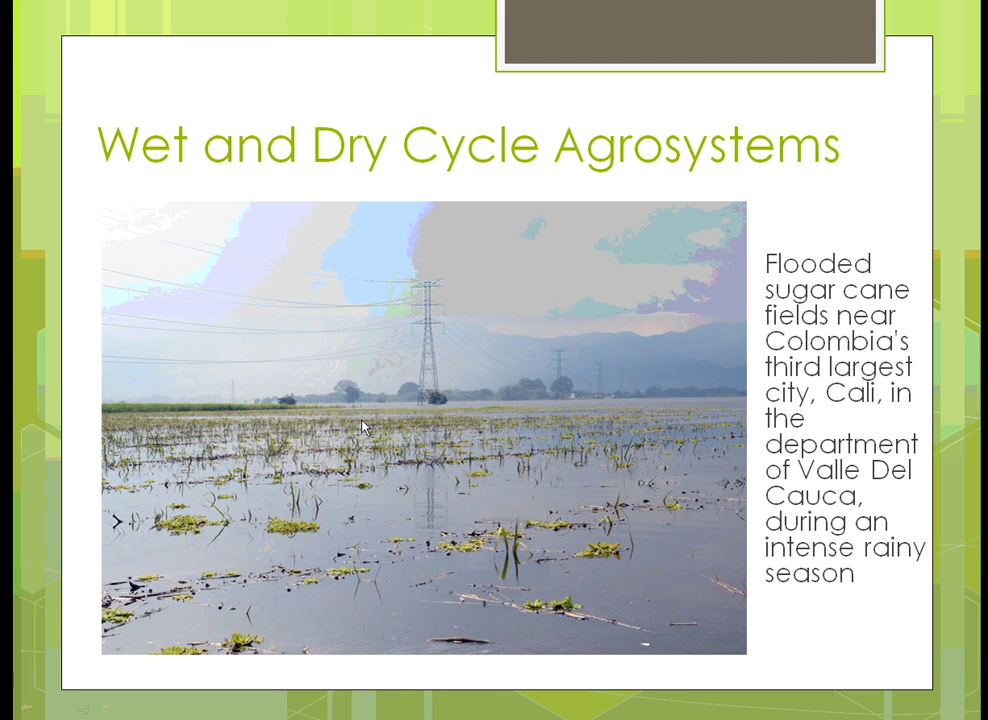 Wet and Dry Cycle Agrosystems
Flooded
sugar cane
fields near
Colombia's
third largest
city, Cali, in
the
department
of Valle Del
Cauca,
during an
intense rainy
season